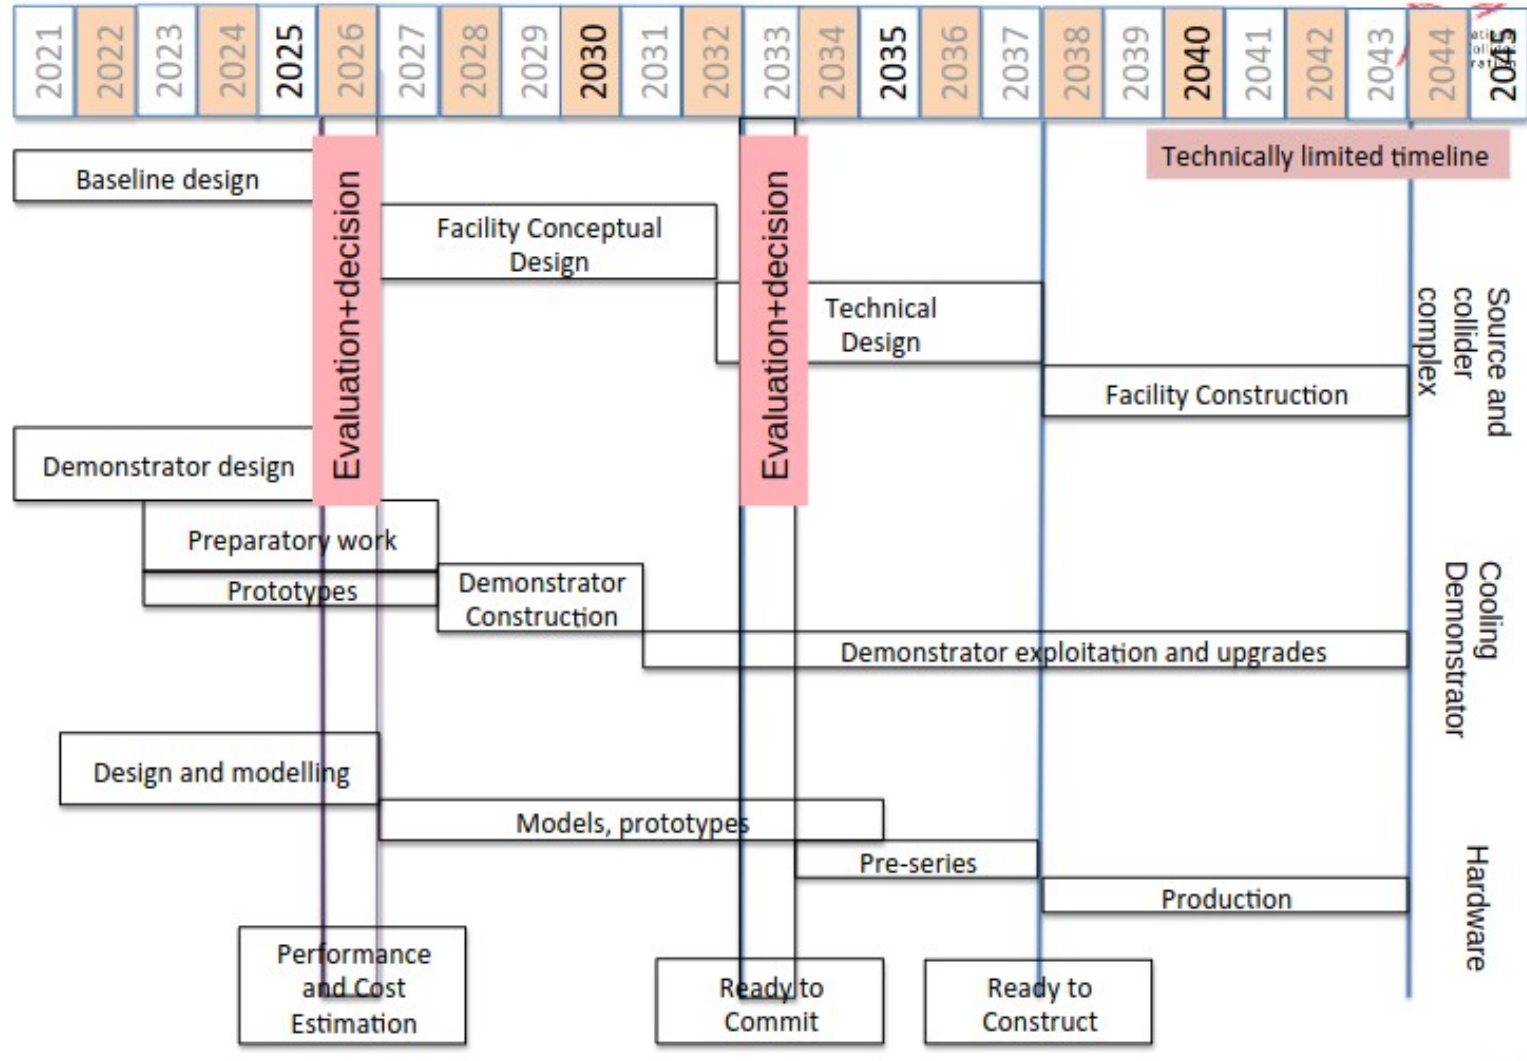 2021
2022
2023
2024
2025
2026
2027
2028
2029
2030
2031
2032
2033
2034
2035
2036
2037
2038
2039
2040
2041
2042
2043
2044
2045
Technically limited timeline
Baseline design
Evaluation+decision
Facility Conceptual
Design
Evaluation+decision
Technical
Design
Facility Construction
Source and
collider
complex
Demonstrator design
Preparatory work
Prototypes
Demonstrator
Construction
Demonstrator exploitation and upgrades
Cooling
Demonstrator
Design and modelling
Models, prototypes
Pre-series
Production
Hardware
Performance
and Cost
Estimation
Ready to
Commit
Ready to
Construct